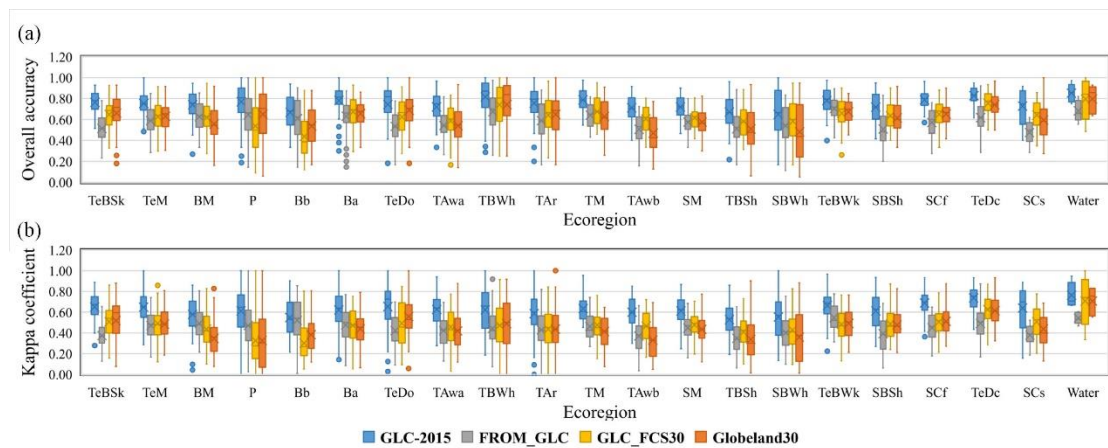 (a)
Overall accuracy
1.20
1.00
0.80
0.60
0.40
0.20
0.00
TeBSk TeM BM P Bb Ba TeDo TAwa TBWh TAr TM TAwb SM TBSh SBWh TeBWk SBSh SCf TeDc SCs Water
Ecoregion
(b)
Kappa coefficient
1.20
1.00
0.80
0.60
0.40
0.20
0.00
TeBSk TeM BM P Bb Ba TeDo TAwa TBWh TAr TM TAwb SM TBSh SBWh TeBWk SBSh SCf TeDc SCs Water
Ecoregion
GLC-2015 FROM_GLC GLC_FCS30 Globeland30